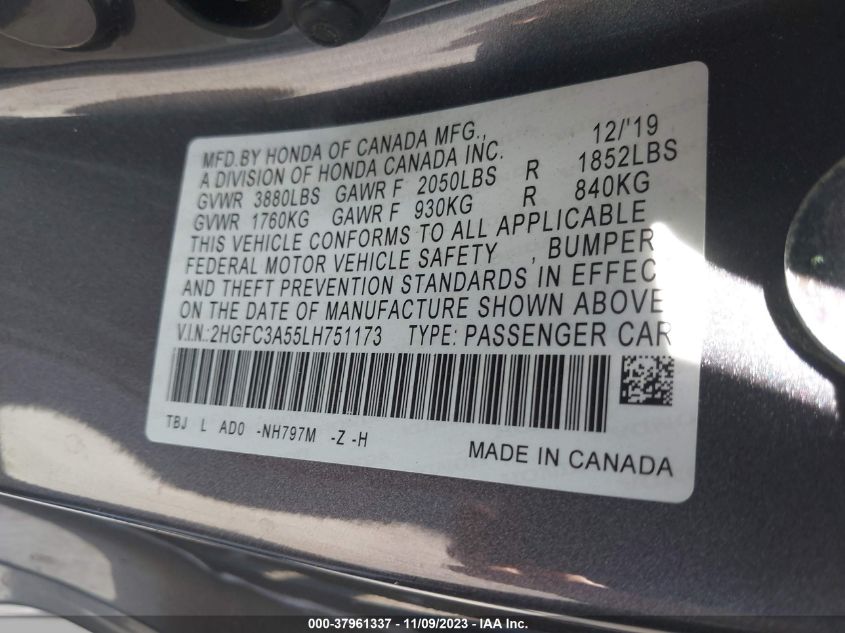 MFD.BY HONDA OF CANADA MFG., 12/'19
A DIVISION OF HONDA CANADA INC.
GVWR 3880LBS GAWR F 2050LBS R 1852LBS
GVWR 1760KG GAWR F 930KG R 840KG
THIS VEHICLE CONFORMS TO ALL APPLICABLE
FEDERAL MOTOR VEHICLE SAFETY , BUMPER
AND THEFT PREVENTION STANDARDS IN EFFEC
ON THE DATE OF MANUFACTURE SHOWN ABOVE
V.I.N.:2HGFC3A55LH751173 TYPE: PASSENGER CAR
TBJ L AD0 -NH797M -Z -H
MADE IN CANADA
000-37961337 - 11/09/2023 - IAA Inc.